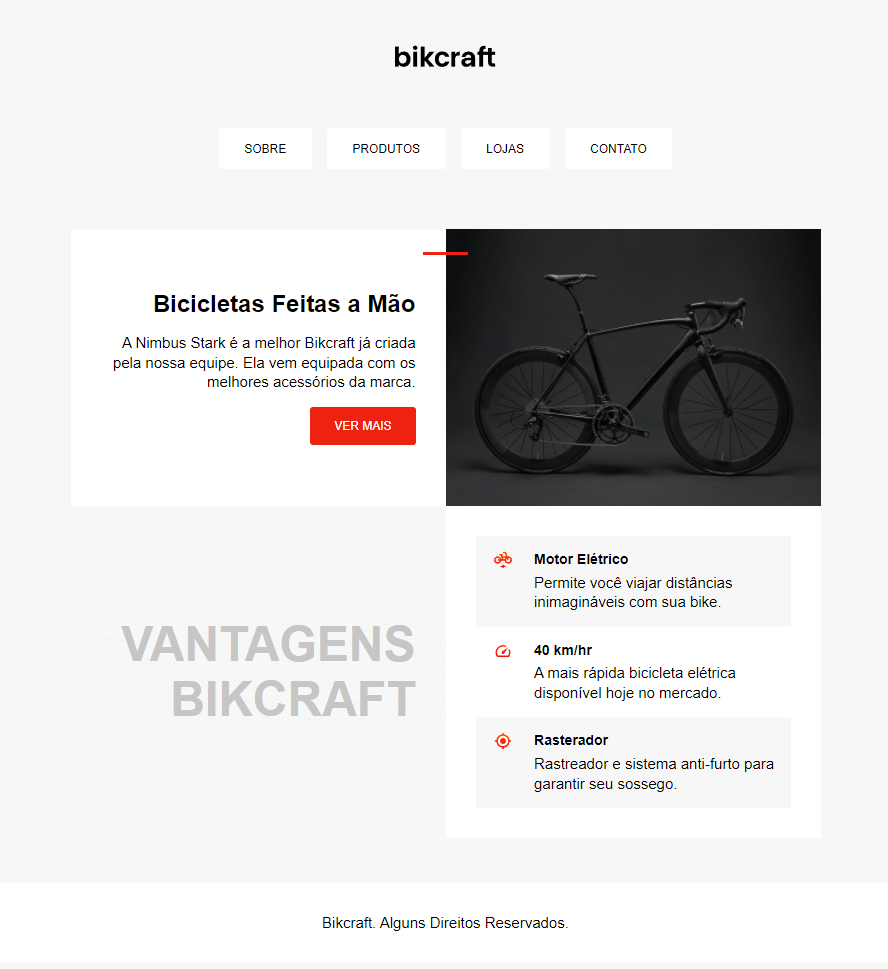 bikcraft
SOBRE
PRODUTOS
LOJAS
CONTATO
Bicicletas Feitas a Mão
A Nimbus Stark é a melhor Bikcraft já criada
pela nossa equipe. Ela vem equipada com os
melhores acessórios da marca.
VER MAIS
VANTAGENS
BIKCRAFT
Motor Elétrico
Permite você viajar distâncias
inimagináveis com sua bike.
40 km/hr
A mais rápida bicicleta elétrica
disponível hoje no mercado.
Rasterador
Rastreador e sistema anti-furto para
garantir seu sossego.
Bikcraft. Alguns Direitos Reservados.